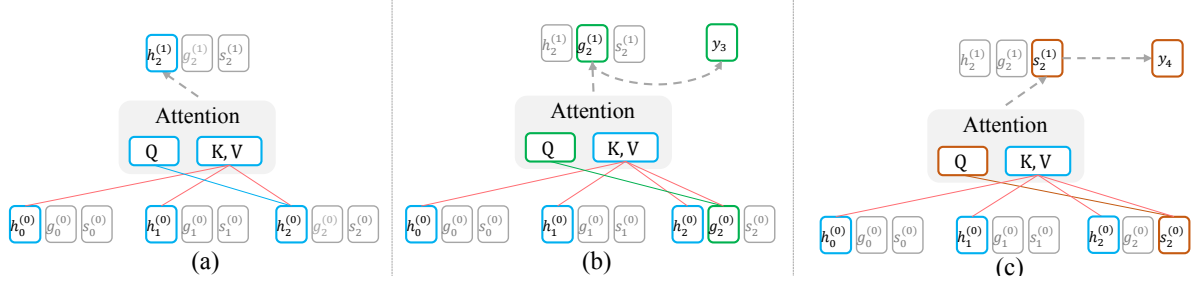 h₂⁽¹⁾ g₂⁽¹⁾ s₂⁽¹⁾
Attention
Q K, V
h₀⁽⁰⁾ g₀⁽⁰⁾ s₀⁽⁰⁾ h₁⁽⁰⁾ g₁⁽⁰⁾ s₁⁽⁰⁾ h₂⁽⁰⁾ g₂⁽⁰⁾ s₂⁽⁰⁾
(a)
h₂⁽¹⁾ g₂⁽¹⁾ s₂⁽¹⁾ y₃
Attention
Q K, V
h₀⁽⁰⁾ g₀⁽⁰⁾ s₀⁽⁰⁾ h₁⁽⁰⁾ g₁⁽⁰⁾ s₁⁽⁰⁾ h₂⁽⁰⁾ g₂⁽⁰⁾ s₂⁽⁰⁾
(b)
h₂⁽¹⁾ g₂⁽¹⁾ s₂⁽¹⁾ y₄
Attention
Q K, V
h₀⁽⁰⁾ g₀⁽⁰⁾ s₀⁽⁰⁾ h₁⁽⁰⁾ g₁⁽⁰⁾ s₁⁽⁰⁾ h₂⁽⁰⁾ g₂⁽⁰⁾ s₂⁽⁰⁾
(c)